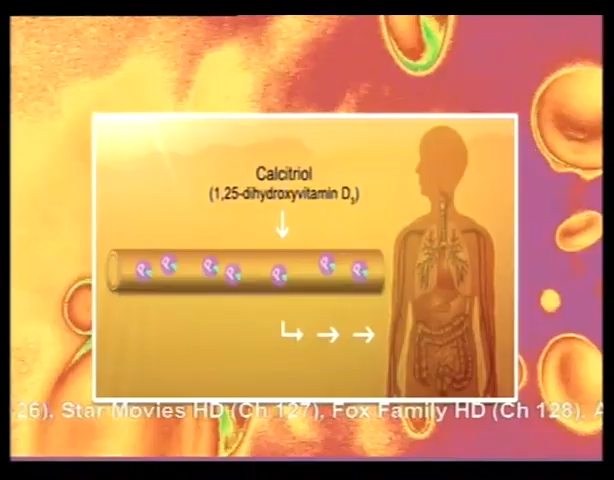 Calcitriol
(1,25-dihydroxyvitamin D3)
P P P P P P P
26), Star Movies HD (Ch 127), Fox Family HD (Ch 128), A